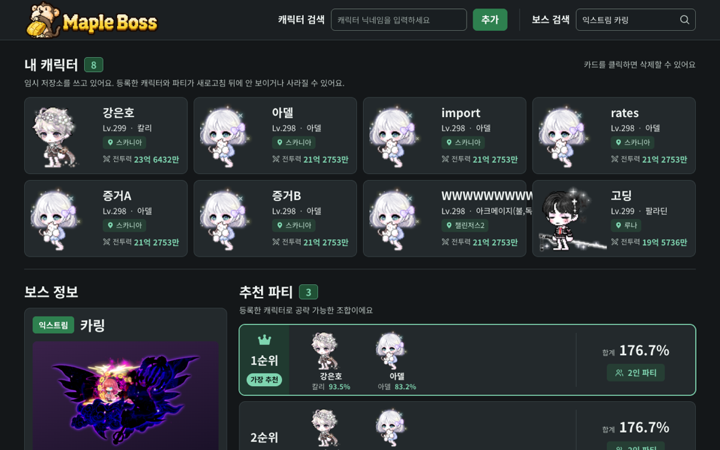 Maple Boss
캐릭터 검색
캐릭터 닉네임을 입력하세요
추가
보스 검색
익스트림 카링
내 캐릭터 8
카드를 클릭하면 삭제할 수 있어요
임시 저장소를 쓰고 있어요. 등록한 캐릭터와 파티가 새로고침 뒤에 안 보이거나 사라질 수 있어요.
강은호
Lv.299 · 칼리
스카니아
전투력 23억 6432만
아델
Lv.298 · 아델
스카니아
전투력 21억 2753만
import
Lv.298 · 아델
스카니아
전투력 21억 2753만
rates
Lv.298 · 아델
스카니아
전투력 21억 2753만
증거A
Lv.298 · 아델
스카니아
전투력 21억 2753만
증거B
Lv.298 · 아델
스카니아
전투력 21억 2753만
WWWWWWWWW
Lv.298 · 아크메이지(불,독
챌린저스2
전투력 21억 2753만
고딩
Lv.299 · 팔라딘
루나
전투력 19억 5736만
보스 정보
익스트림 카링
추천 파티 3
등록한 캐릭터로 공략 가능한 조합이에요
1순위
가장 추천
강은호
칼리 93.5%
아델
아델 83.2%
합계 176.7%
2인 파티
2순위
합계 176.7%
2인 파티